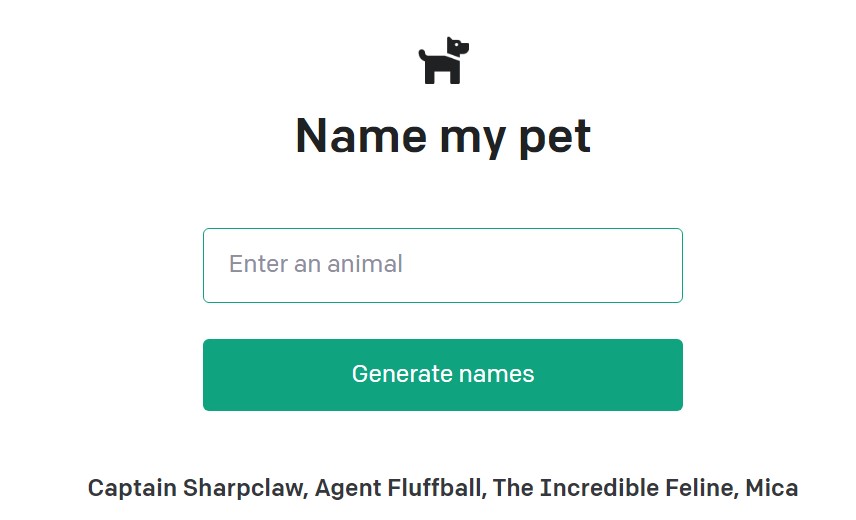 Name my pet
Enter an animal
Generate names
Captain Sharpclaw, Agent Fluffball, The Incredible Feline, Mica